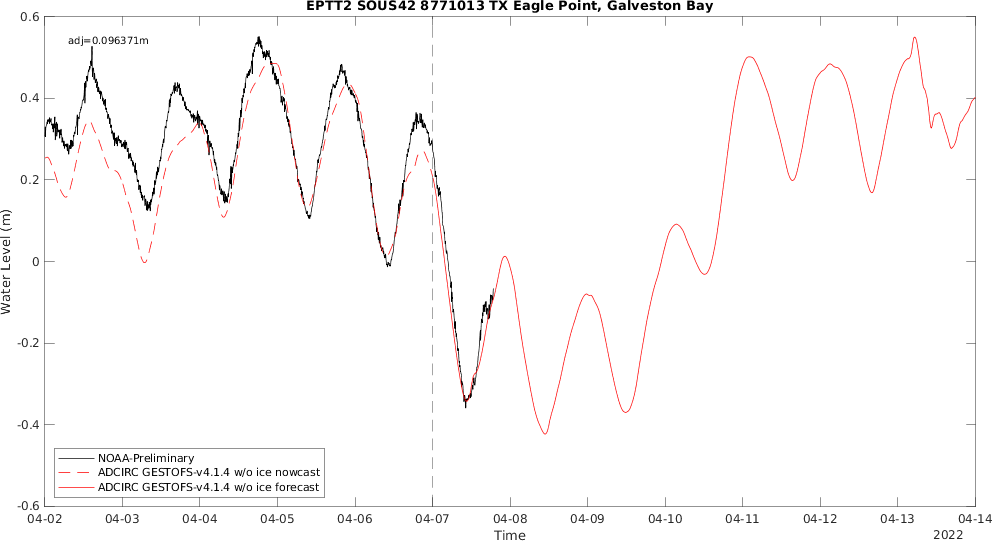 EPTT2 SOUS42 8771013 TX Eagle Point, Galveston Bay
adj=0.096371m
0.6
0.4
0.2
0
-0.2
-0.4
-0.6
Water Level (m)
NOAA-Preliminary
ADCIRC GESTOFS-v4.1.4 w/o ice nowcast
ADCIRC GESTOFS-v4.1.4 w/o ice forecast
04-02 04-03 04-04 04-05 04-06 04-07 04-08 04-09 04-10 04-11 04-12 04-13 04-14
Time
2022